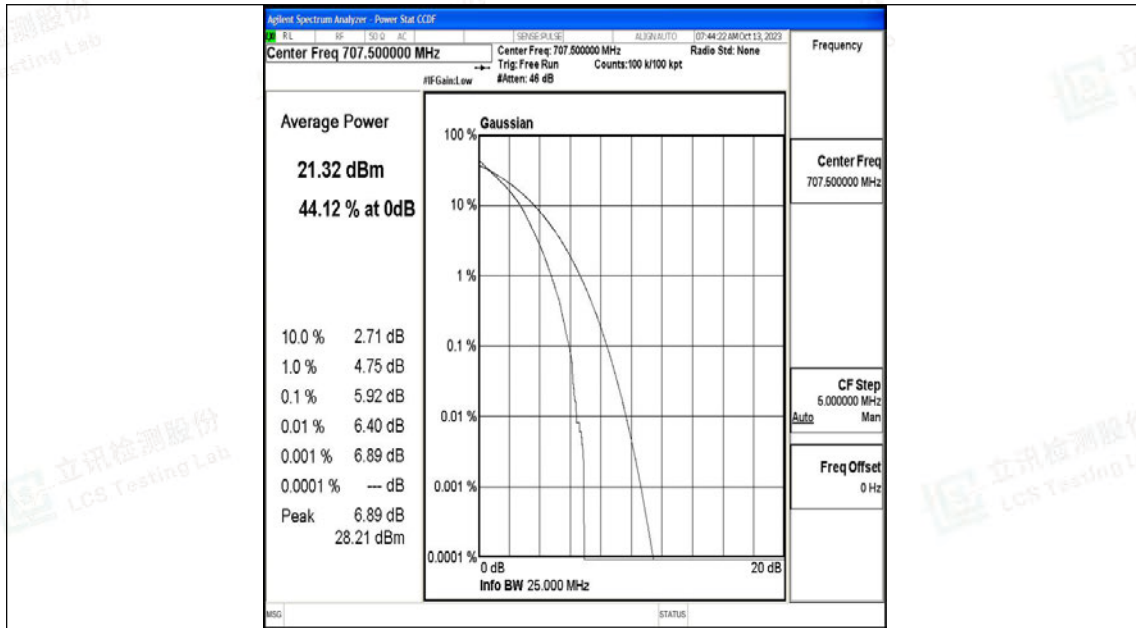 Agilent Spectrum Analyzer - Power Stat CCDF
RL RF 50 Ω AC SENSE:PULSE ALIGN AUTO 07:44:22 AM Oct 13, 2023
Center Freq 707.500000 MHz
Center Freq: 707.500000 MHz Radio Std: None
Trig: Free Run Counts:100 k/100 kpt
#IFGain:Low #Atten: 46 dB
Frequency
Average Power
21.32 dBm
44.12 % at 0dB
10.0 % 2.71 dB
1.0 % 4.75 dB
0.1 % 5.92 dB
0.01 % 6.40 dB
0.001 % 6.89 dB
0.0001 % --- dB
Peak 6.89 dB
28.21 dBm
Gaussian
100 %
10 %
1 %
0.1 %
0.01 %
0.001 %
0.0001 %
0 dB 20 dB
Info BW 25.000 MHz
Center Freq
707.500000 MHz
CF Step
5.000000 MHz
Auto Man
Freq Offset
0 Hz
MSG STATUS
立讯检测股份
LCS Testing Lab
立讯检测股份
LCS Testing L